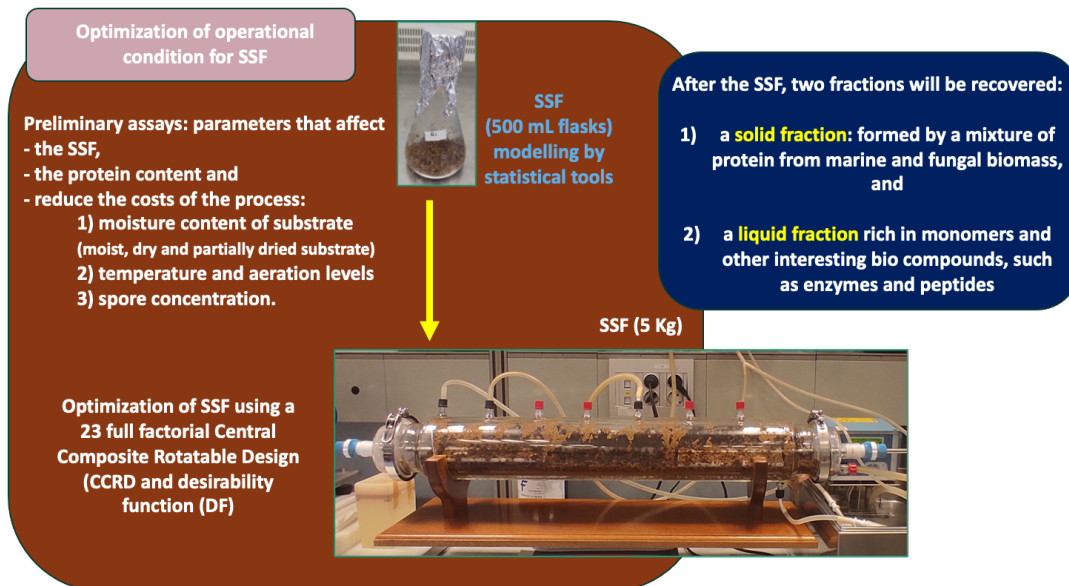 Optimization of operational
condition for SSF
Preliminary assays: parameters that affect
- the SSF,
- the protein content and
- reduce the costs of the process:
1) moisture content of substrate
(moist, dry and partially dried substrate)
2) temperature and aeration levels
3) spore concentration.
SSF
(500 mL flasks)
modelling by
statistical tools
After the SSF, two fractions will be recovered:
1) a solid fraction: formed by a mixture of
protein from marine and fungal biomass,
and
2) a liquid fraction rich in monomers and
other interesting bio compounds, such
as enzymes and peptides
SSF (5 Kg)
Optimization of SSF using a
23 full factorial Central
Composite Rotatable Design
(CCRD and desirability
function (DF)
F